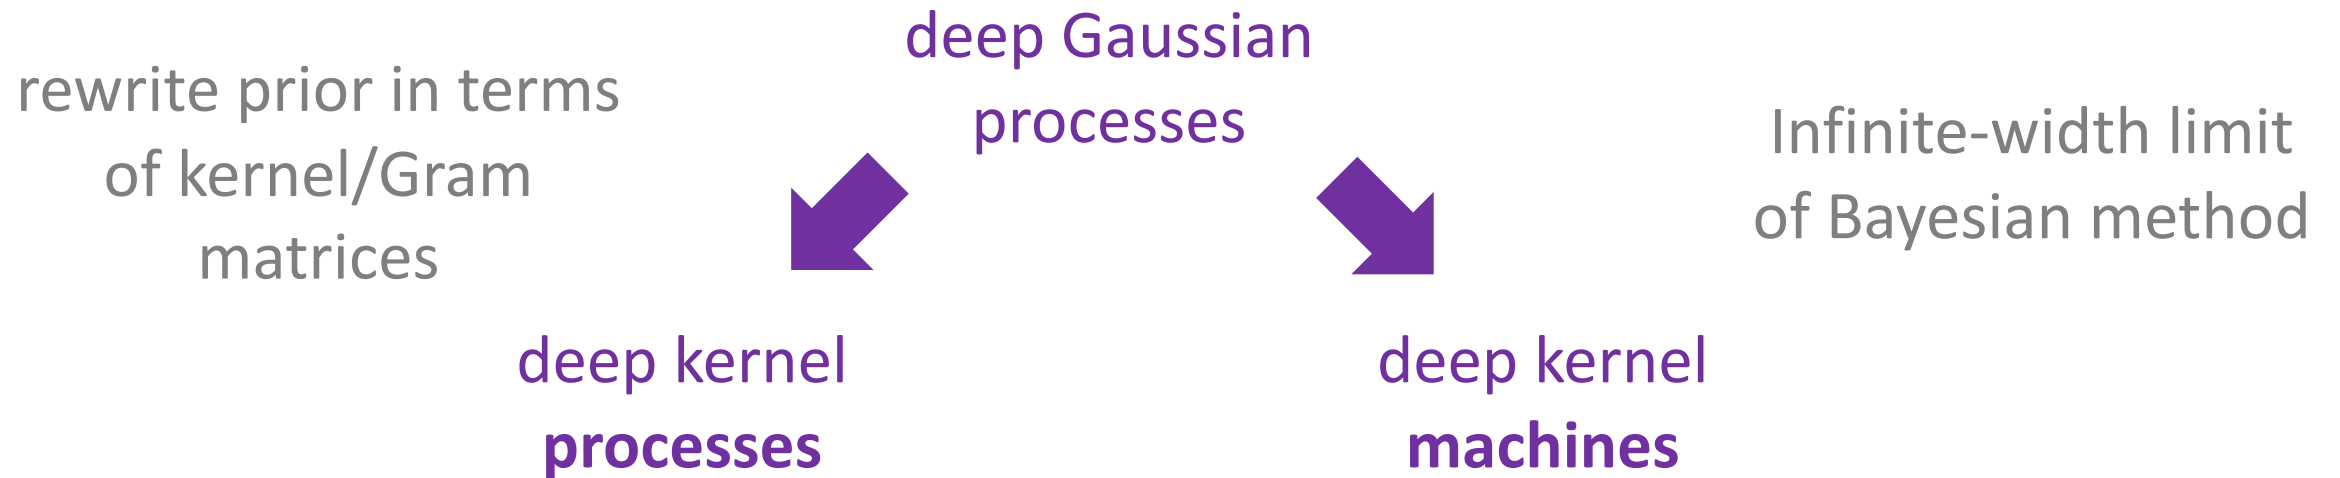 deep Gaussian
processes
rewrite prior in terms
of kernel/Gram
matrices
Infinite-width limit
of Bayesian method
deep kernel
processes
deep kernel
machines